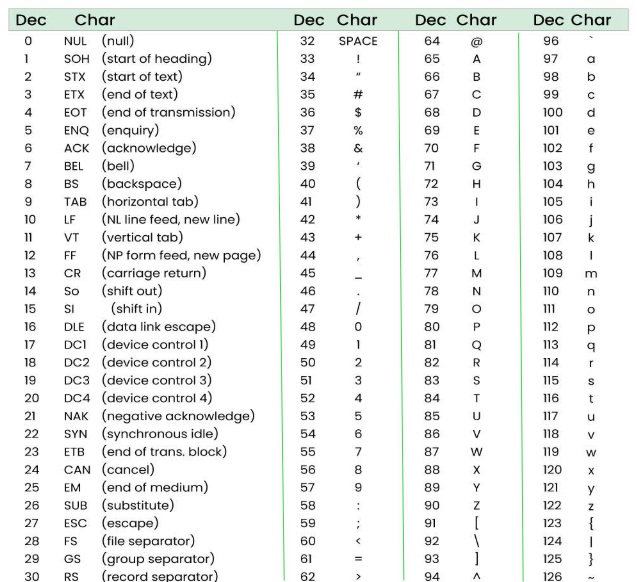 Dec Char Dec Char Dec Char Dec Char
0 NUL (null) 32 SPACE 64 @ 96 `
1 SOH (start of heading) 33 ! 65 A 97 a
2 STX (start of text) 34 “ 66 B 98 b
3 ETX (end of text) 35 # 67 C 99 c
4 EOT (end of transmission) 36 $ 68 D 100 d
5 ENQ (enquiry) 37 % 69 E 101 e
6 ACK (acknowledge) 38 & 70 F 102 f
7 BEL (bell) 39 ‘ 71 G 103 g
8 BS (backspace) 40 ( 72 H 104 h
9 TAB (horizontal tab) 41 ) 73 I 105 i
10 LF (NL line feed, new line) 42 * 74 J 106 j
11 VT (vertical tab) 43 + 75 K 107 k
12 FF (NP form feed, new page) 44 , 76 L 108 l
13 CR (carriage return) 45 _ 77 M 109 m
14 So (shift out) 46 . 78 N 110 n
15 SI (shift in) 47 / 79 O 111 o
16 DLE (data link escape) 48 0 80 P 112 p
17 DC1 (device control 1) 49 1 81 Q 113 q
18 DC2 (device control 2) 50 2 82 R 114 r
19 DC3 (device control 3) 51 3 83 S 115 s
20 DC4 (device control 4) 52 4 84 T 116 t
21 NAK (negative acknowledge) 53 5 85 U 117 u
22 SYN (synchronous idle) 54 6 86 V 118 v
23 ETB (end of trans. block) 55 7 87 W 119 w
24 CAN (cancel) 56 8 88 X 120 x
25 EM (end of medium) 57 9 89 Y 121 y
26 SUB (substitute) 58 : 90 Z 122 z
27 ESC (escape) 59 ; 91 [ 123 {
28 FS (file separator) 60 < 92 \ 124 |
29 GS (group separator) 61 = 93 ] 125 }
30 RS (record separator) 62 > 94 ^ 126 ~